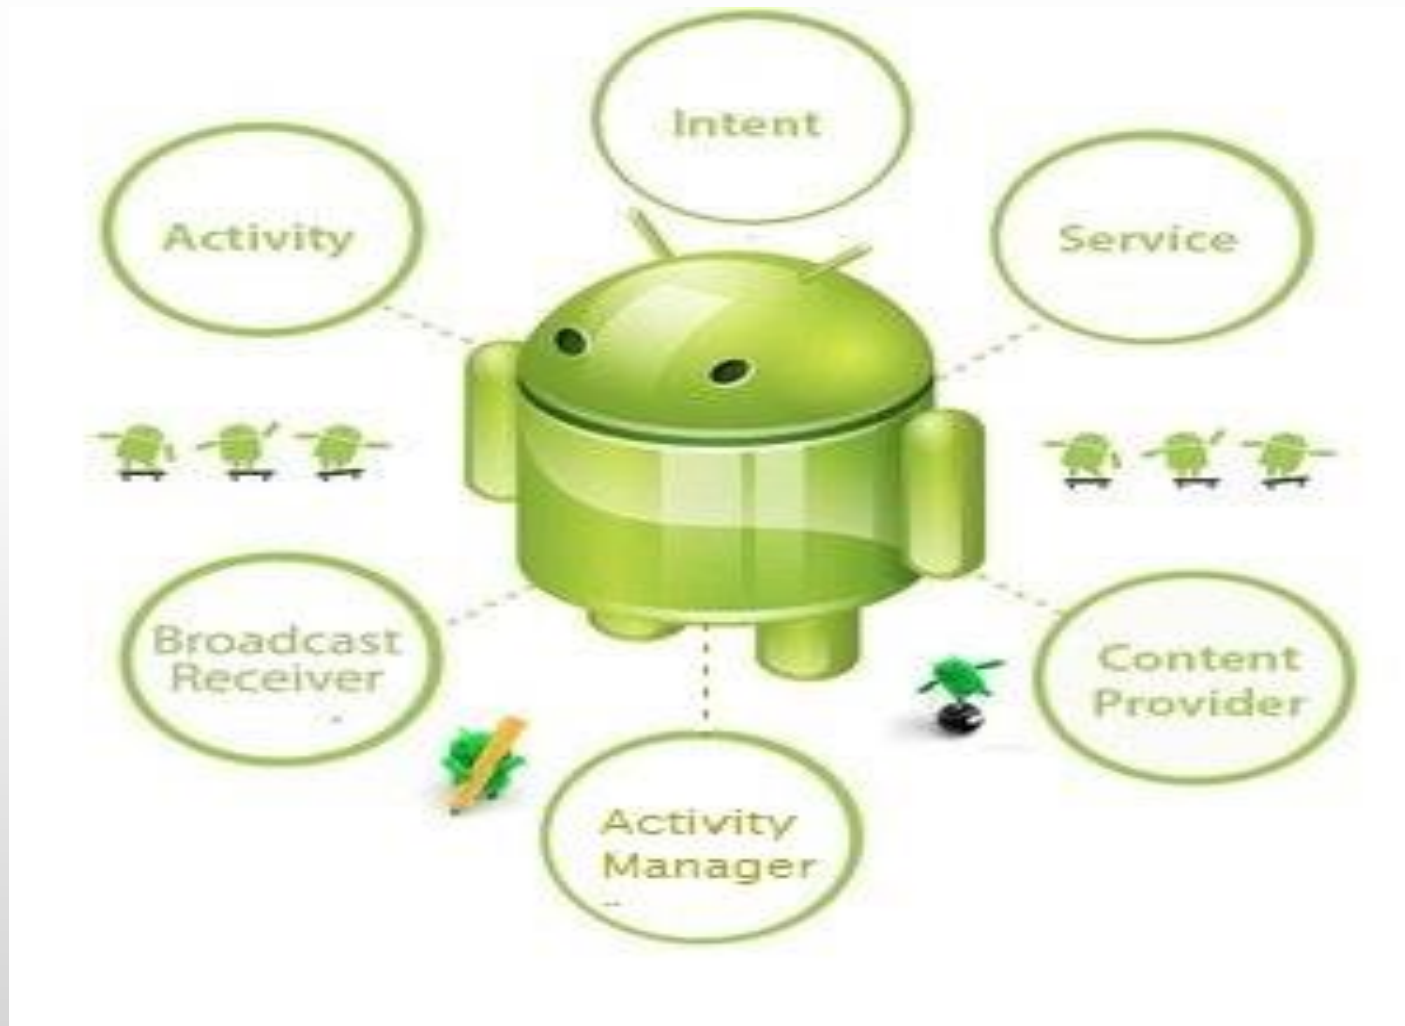 Intent
Activity
Service
Broadcast
Receiver
Content
Provider
Activity
Manager